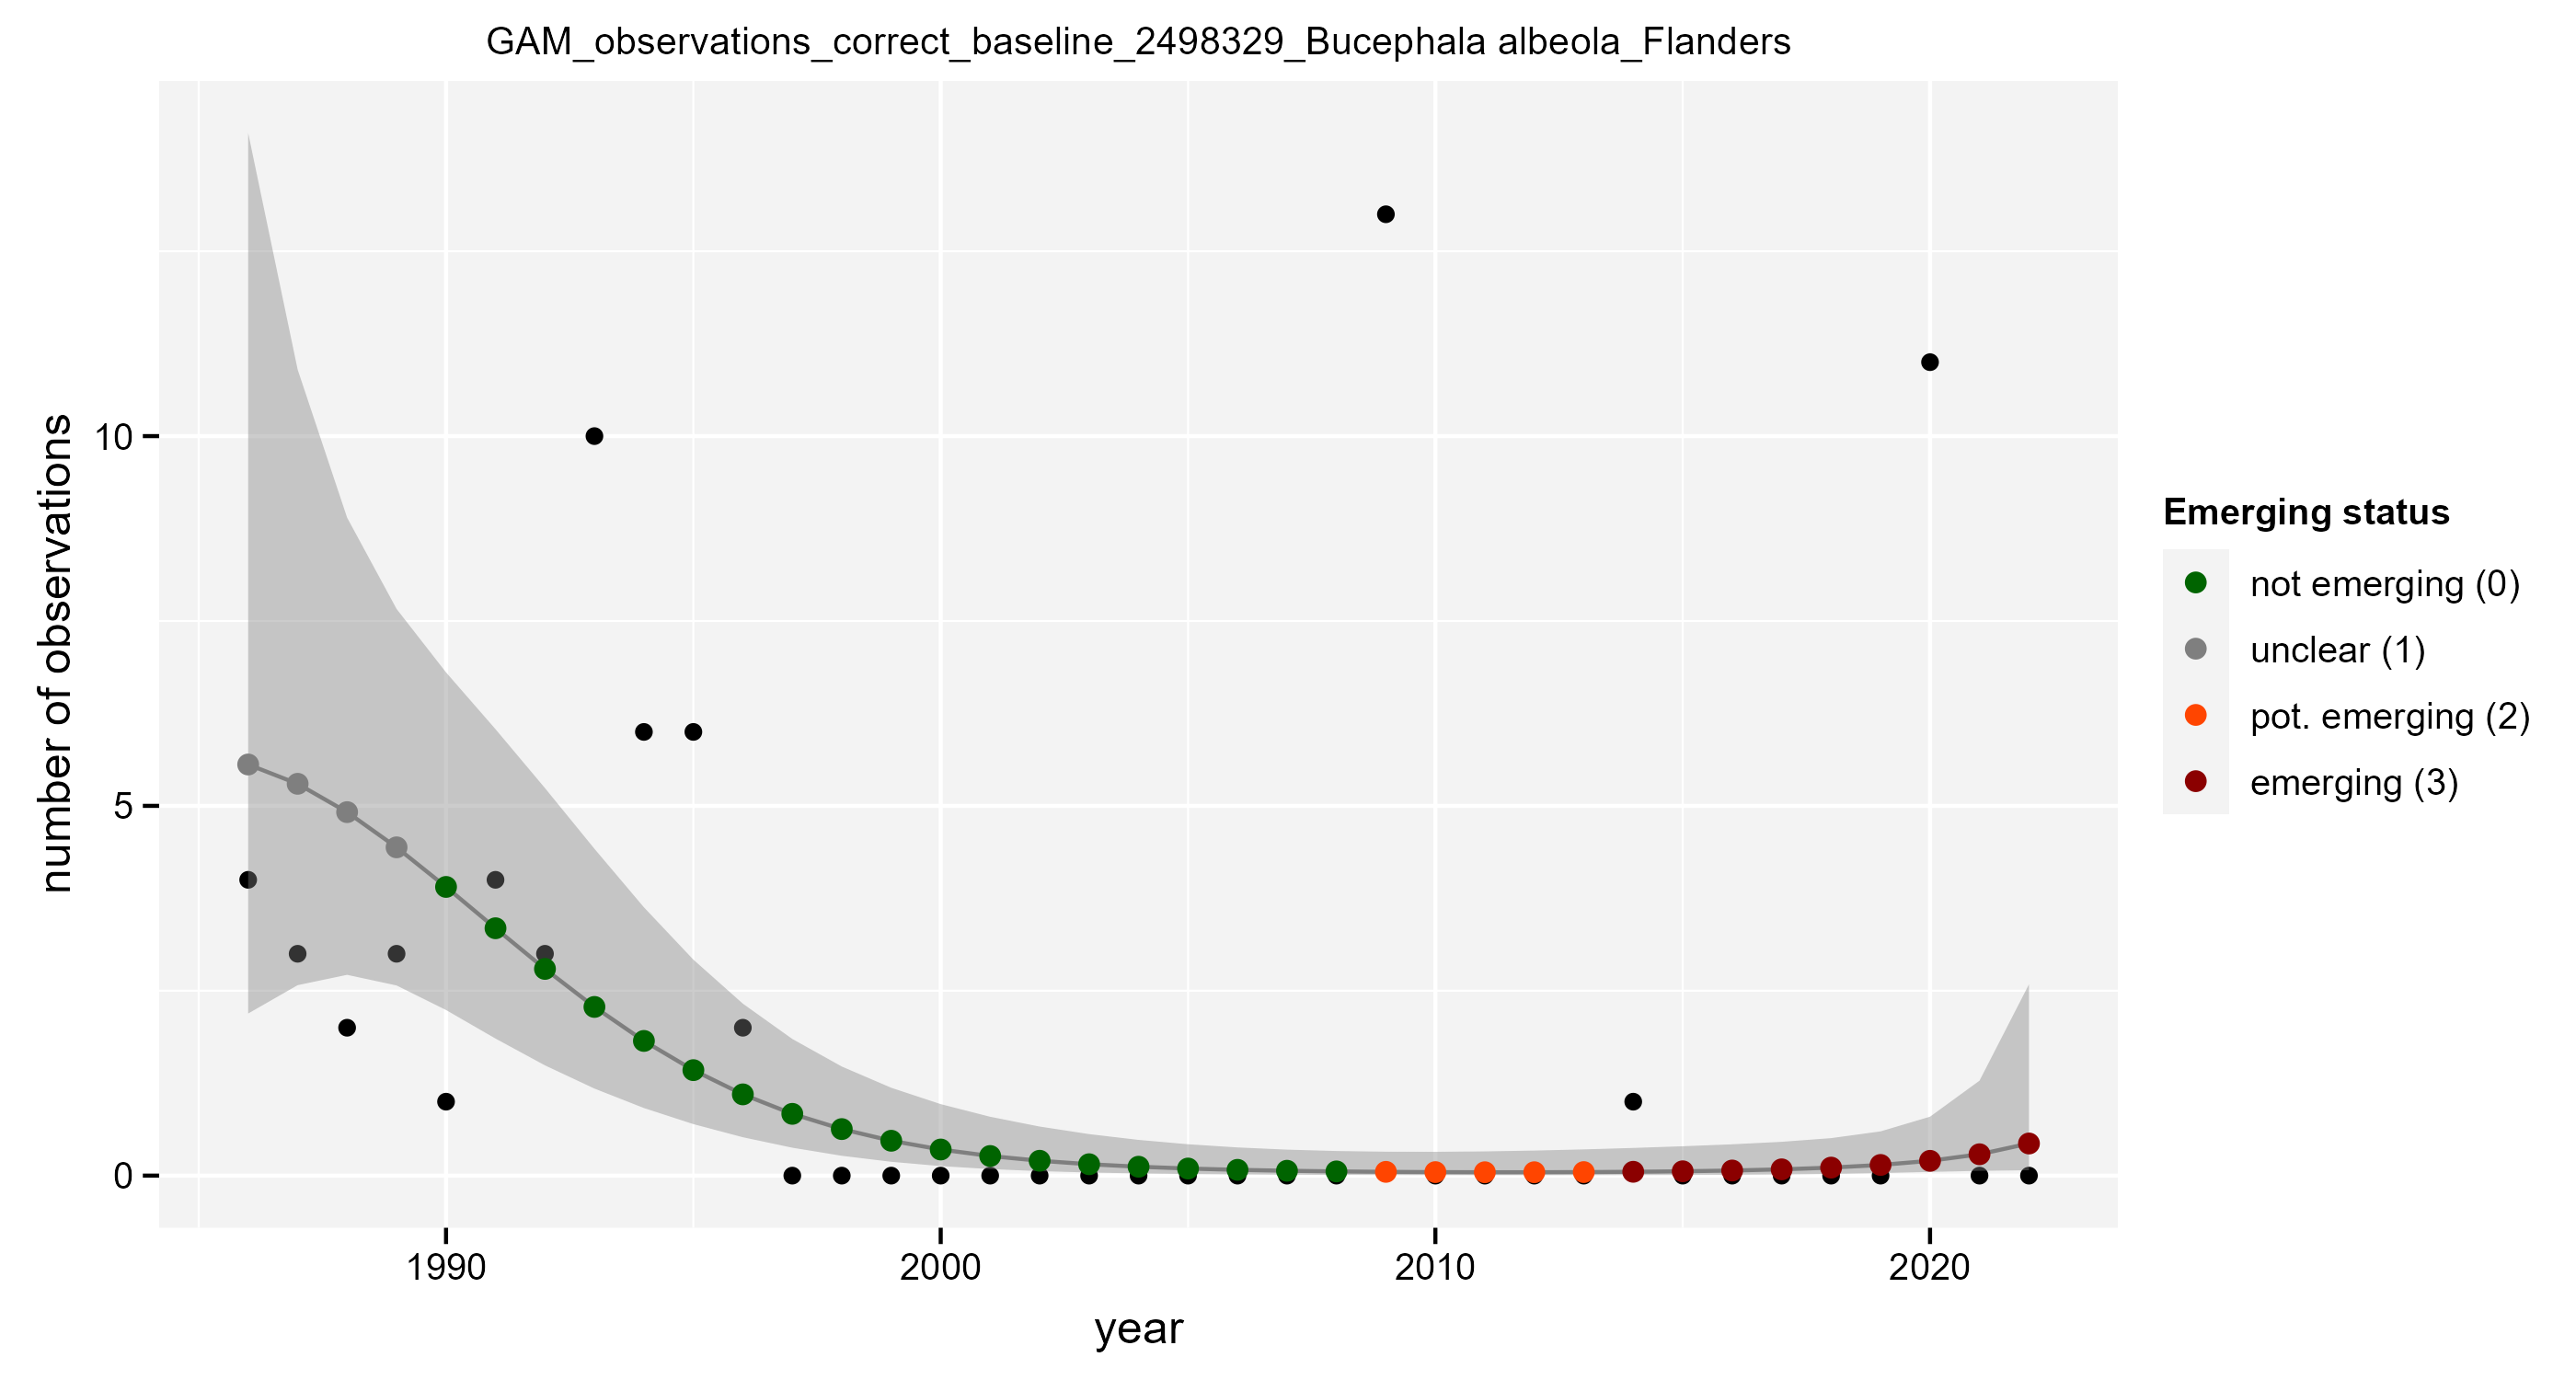 GAM_observations_correct_baseline_2498329_Bucephala albeola_Flanders
number of observations
10
5
0
1990
2000
2010
2020
year
Emerging status
not emerging (0)
unclear (1)
pot. emerging (2)
emerging (3)